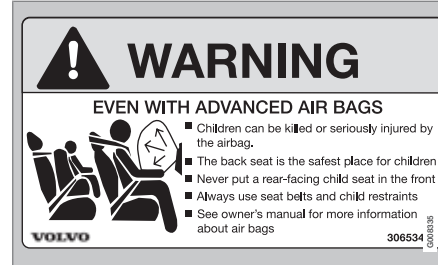 WARNING
EVEN WITH ADVANCED AIR BAGS
■ Children can be killed or seriously injured by
the airbag.
■ The back seat is the safest place for children
■ Never put a rear-facing child seat in the front
■ Always use seat belts and child restraints
■ See owner's manual for more information
about air bags
VOLVO
306534
G008335